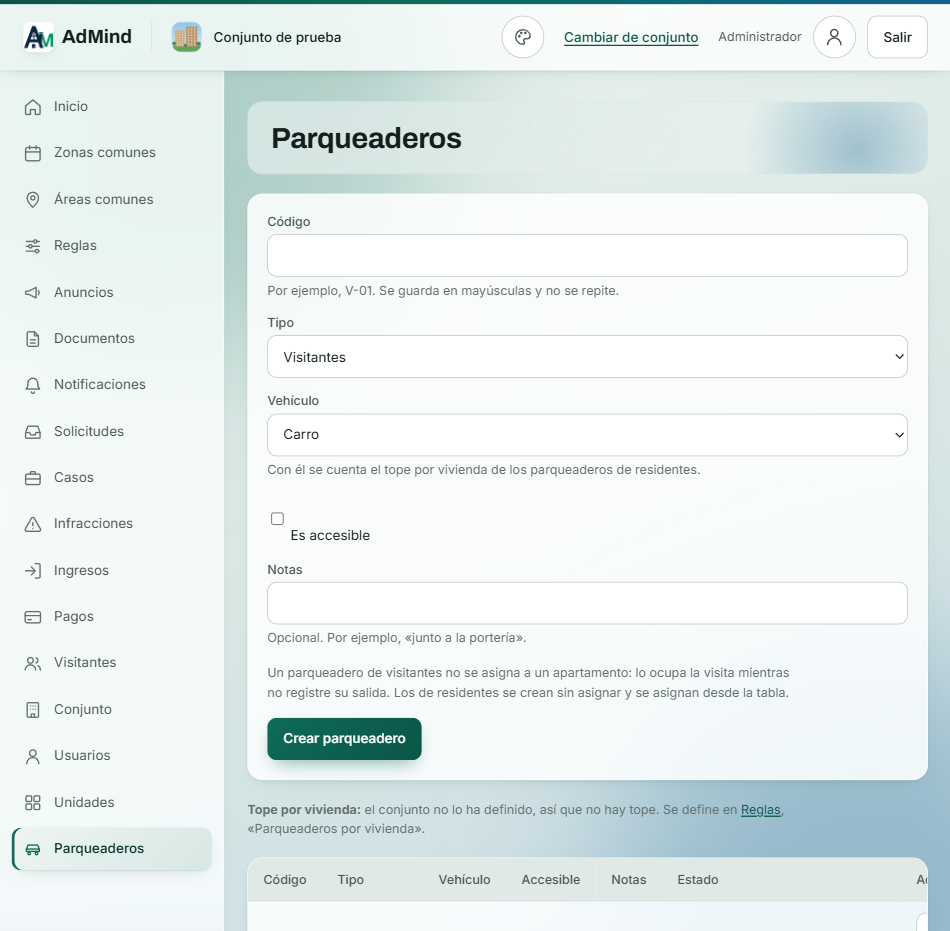 AM AdMind
Conjunto de prueba
Cambiar de conjunto
Administrador
Salir
Inicio
Zonas comunes
Áreas comunes
Reglas
Anuncios
Documentos
Notificaciones
Solicitudes
Casos
Infracciones
Ingresos
Pagos
Visitantes
Conjunto
Usuarios
Unidades
Parqueaderos
Parqueaderos
Código
Por ejemplo, V-01. Se guarda en mayúsculas y no se repite.
Tipo
Visitantes
Vehículo
Carro
Con él se cuenta el tope por vivienda de los parqueaderos de residentes.
Es accesible
Notas
Opcional. Por ejemplo, «junto a la portería».
Un parqueadero de visitantes no se asigna a un apartamento: lo ocupa la visita mientras
no registre su salida. Los de residentes se crean sin asignar y se asignan desde la tabla.
Crear parqueadero
Tope por vivienda: el conjunto no lo ha definido, así que no hay tope. Se define en Reglas,
«Parqueaderos por vivienda».
Código Tipo Vehículo Accesible Notas Estado